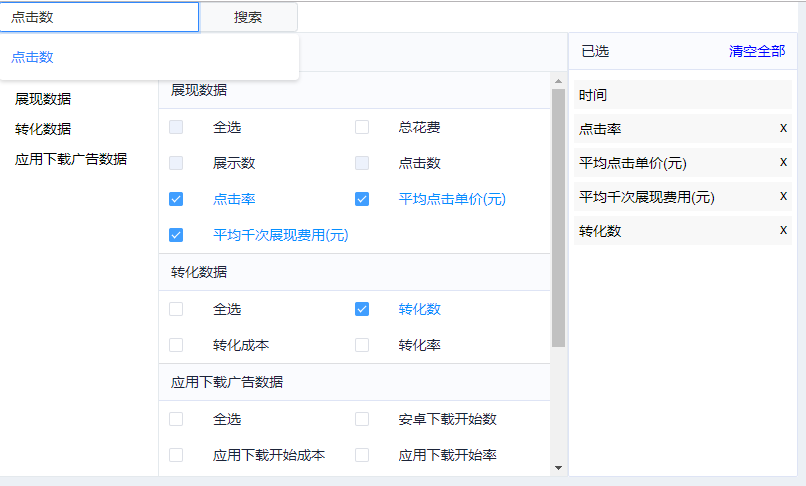 点击数 搜索
点击数
已选 清空全部
展现数据
转化数据
应用下载广告数据
展现数据
全选 总花费
展示数 点击数
点击率 平均点击单价(元)
平均千次展现费用(元)
转化数据
全选 转化数
转化成本 转化率
应用下载广告数据
全选 安卓下载开始数
应用下载开始成本 应用下载开始率
时间
点击率 x
平均点击单价(元) x
平均千次展现费用(元) x
转化数 x